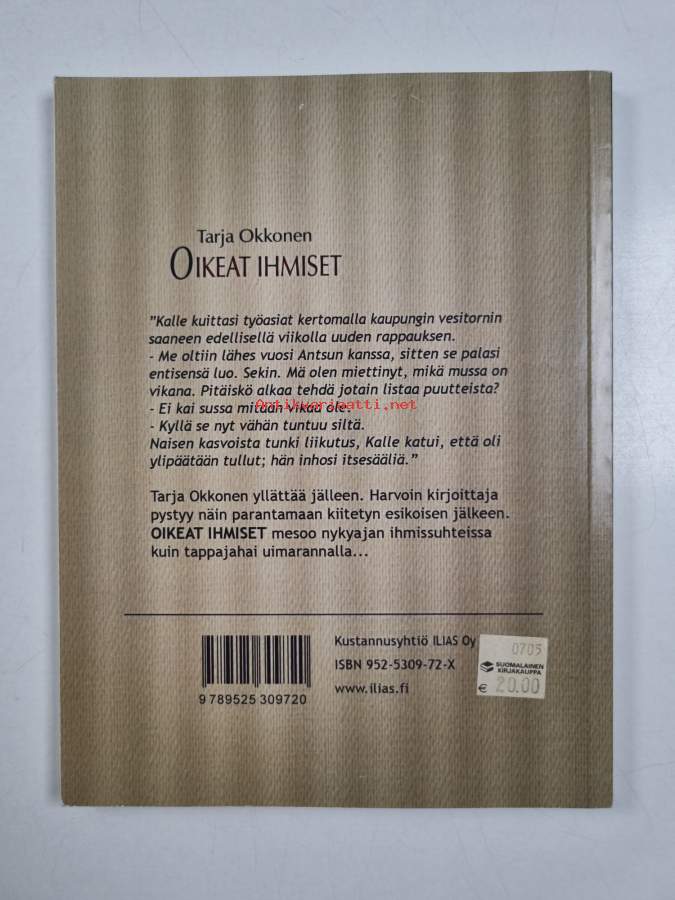 Tarja Okkonen
OIKEAT IHMISET
”Kalle kuittasi työasiat kertomalla kaupungin vesitornin
saaneen edellisellä viikolla uuden rappauksen.
- Me oltiin lähes vuosi Antsun kanssa, sitten se palasi
entisensä luo. Sekin. Mä olen miettinyt, mikä mussa on
vikana. Pitäiskö alkaa tehdä jotain listaa puutteista?
- Ei kai sussa mitään vikaa ole.
Antikvariaatti.net
- Kyllä se nyt vähän tuntuu siltä.
Naisen kasvoista tunki liikutus, Kalle katui, että oli
ylipäätään tullut; hän inhosi itsesääliä.”
Tarja Okkonen yllättää jälleen. Harvoin kirjoittaja
pystyy näin parantamaan kiitetyn esikoisen jälkeen.
OIKEAT IHMISET mesoo nykyajan ihmissuhteissa
kuin tappajahai uimarannalla...
Kustannusyhtiö ILIAS Oy
ISBN 952-5309-72-X
www.ilias.fi
9 789525 309720
0705
SUOMALAINEN
KIRJAKAUPPA
€ 20.00